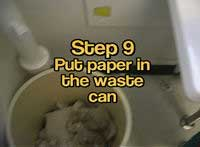 Step 9
Put paper in
the waste
can